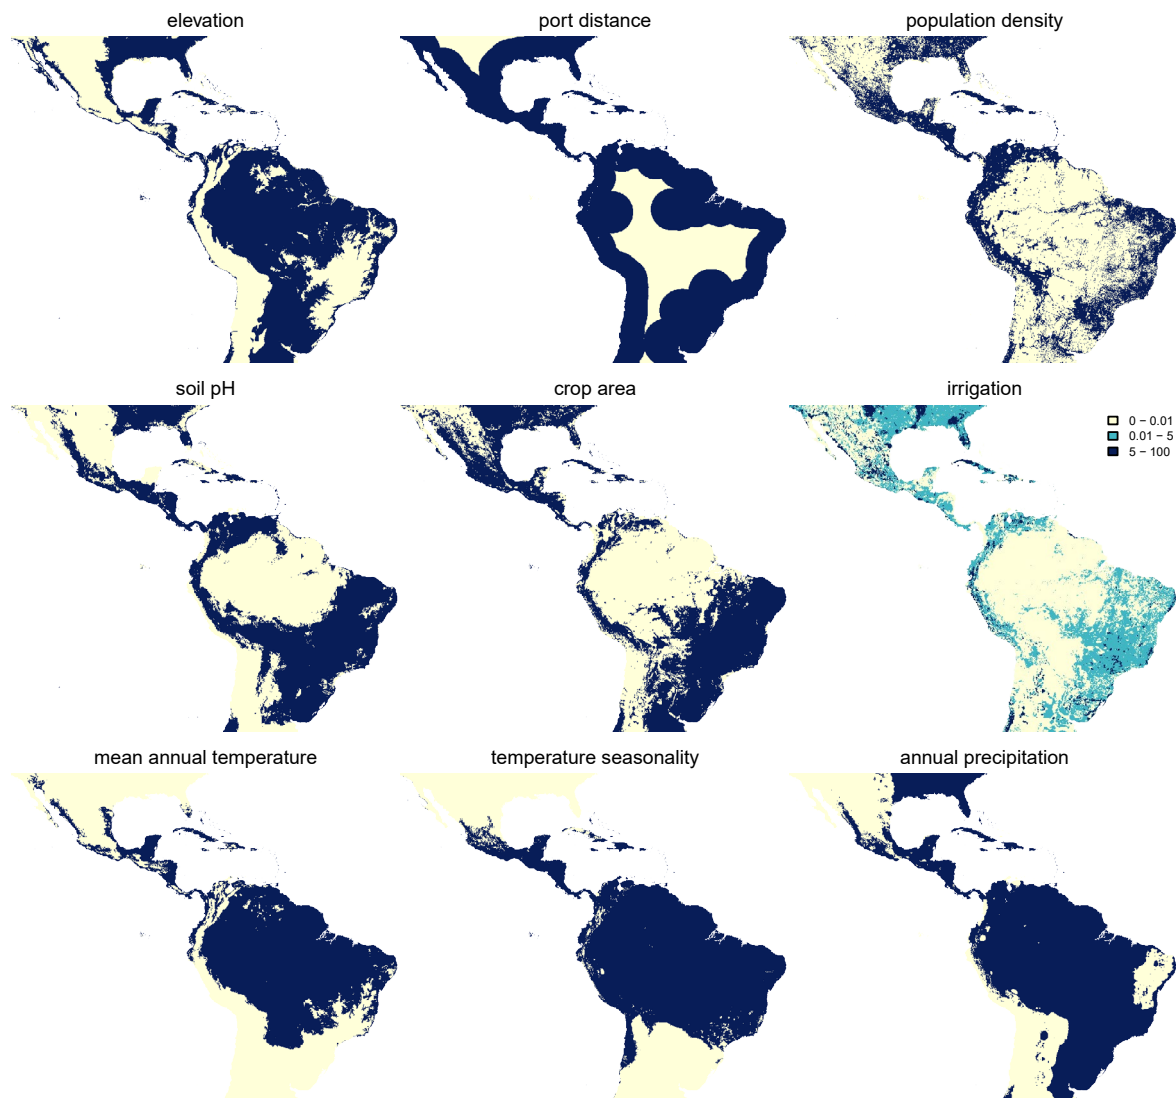 elevation
port distance
population density
soil pH
crop area
irrigation
0 − 0.01
0.01 − 5
5 − 100
mean annual temperature
temperature seasonality
annual precipitation